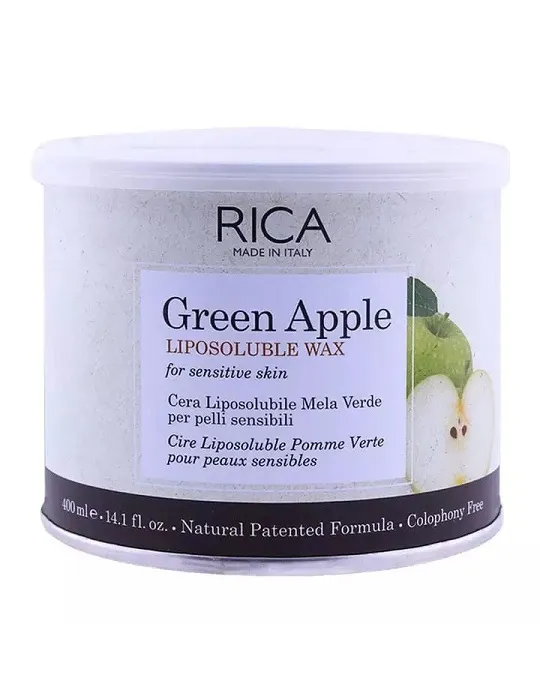 RICA
MADE IN ITALY
Green Apple
LIPOSOLUBLE WAX
for sensitive skin
Cera Liposolubile Mela Verde
per pelli sensibili
Cire Liposoluble Pomme Verte
pour peaux sensibles
400 ml e • 14.1 fl. oz. • Natural Patented Formula • Colophony Free